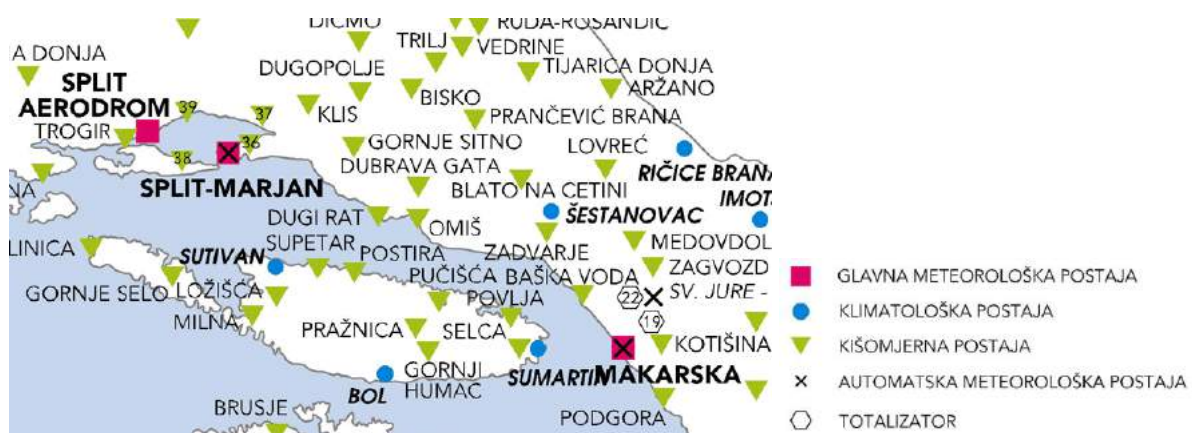 DICMO
RUDA-ROSANDIĆ
TRILJ
VEDRINE
A DONJA
DUGOPOLJE
TIJARICA DONJA
SPLIT
AERODROM
BISKO
ARŽANO
39
37
KLIS
PRANČEVIĆ BRANA
TROGIR
36
GORNJE SITNO
LOVREĆ
38
DUBRAVA GATA
RIČICE BRANA
NA
SPLIT-MARJAN
BLATO NA CETINI
IMOTS
DUGI RAT
OMIŠ
ŠESTANOVAC
LINICA
SUTIVAN
SUPETAR
POSTIRA
ZADVARJE
MEDOVDOL
PUČIŠĆA
BAŠKA VODA
ZAGVOZD
GORNJE SELO
LOŽIŠĆA
POVLJA
22
SV. JURE -
MILNA
PRAŽNICA
SELCA
19
KOTIŠINA
GORNJI
HUMAC
SUMARTIN
MAKARSKA
BOL
BRUSJE
PODGORA
GLAVNA METEOROLOŠKA POSTAJA
KLIMATOLOŠKA POSTAJA
KIŠOMJERNA POSTAJA
AUTOMATSKA METEOROLOŠKA POSTAJA
TOTALIZATOR